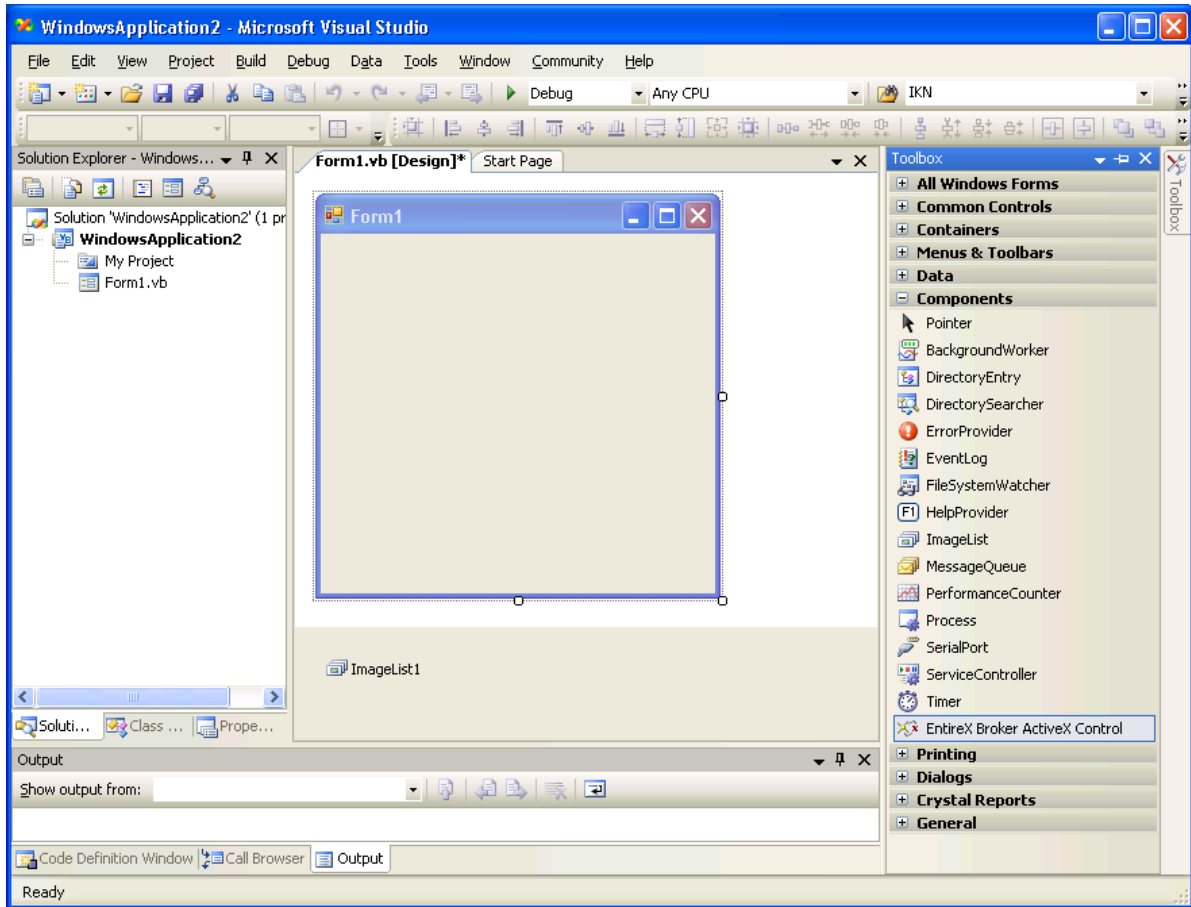 WindowsApplication2 - Microsoft Visual Studio
File Edit View Project Build Debug Data Tools Window Community Help
Debug Any CPU IKN
Solution Explorer - Windows...
Form1.vb [Design]* Start Page
Toolbox
Toolbox
Solution 'WindowsApplication2' (1 pr
WindowsApplication2
My Project
Form1.vb
Form1
ImageList1
All Windows Forms
Common Controls
Containers
Menus & Toolbars
Data
Components
Pointer
BackgroundWorker
DirectoryEntry
DirectorySearcher
ErrorProvider
EventLog
FileSystemWatcher
F1 HelpProvider
ImageList
MessageQueue
PerformanceCounter
Process
SerialPort
ServiceController
Timer
EntireX Broker ActiveX Control
Printing
Dialogs
Crystal Reports
General
Soluti... Class ... Prope...
Output
Show output from:
Code Definition Window Call Browser Output
Ready